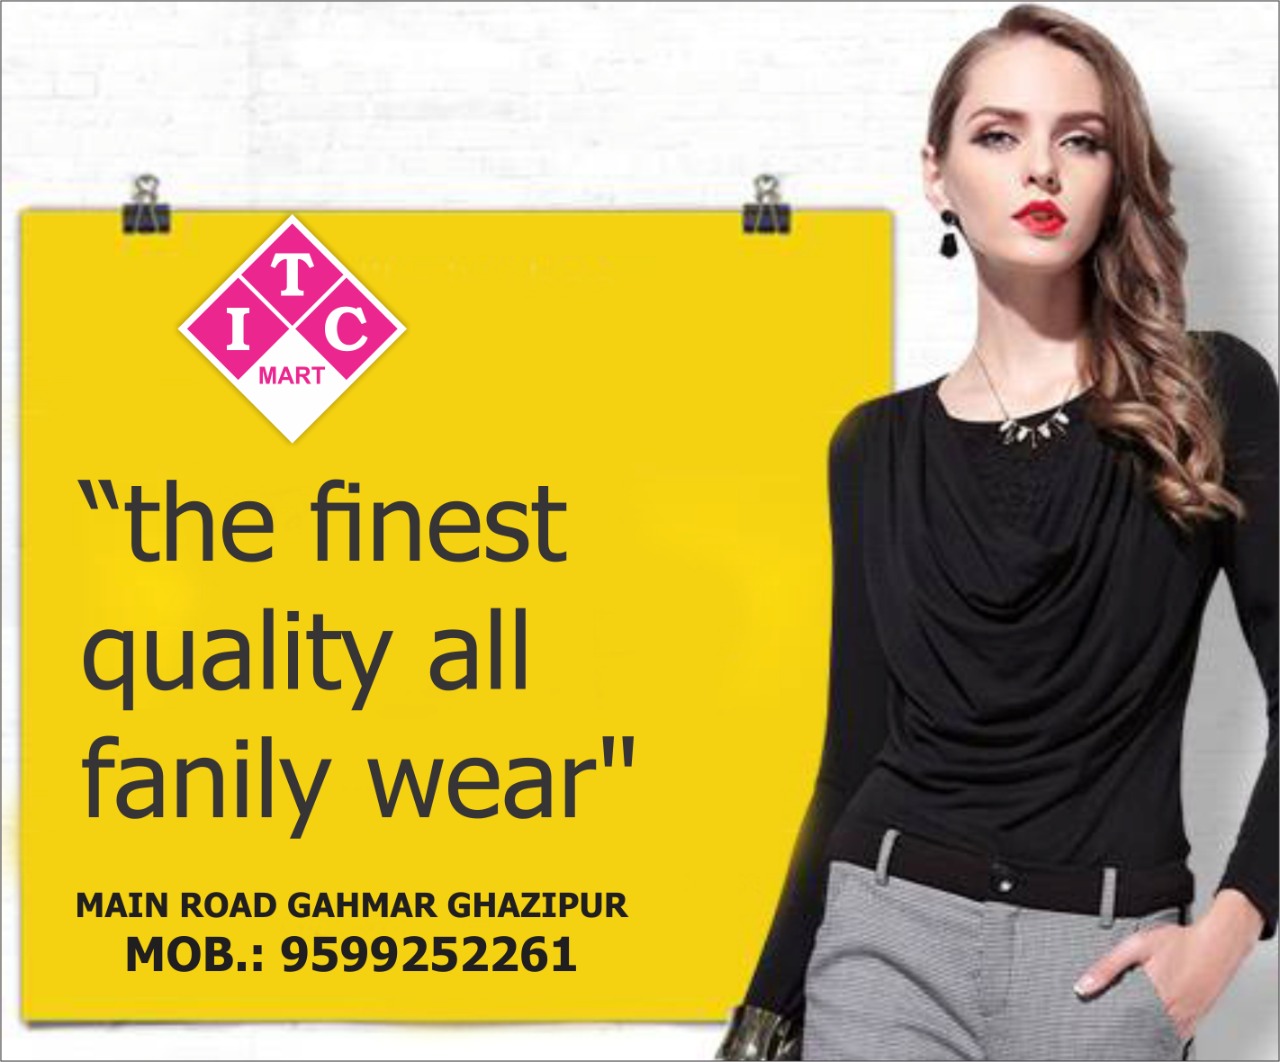 T
I C
MART
“the finest
quality all
fanily wear"
MAIN ROAD GAHMAR GHAZIPUR
MOB.: 9599252261